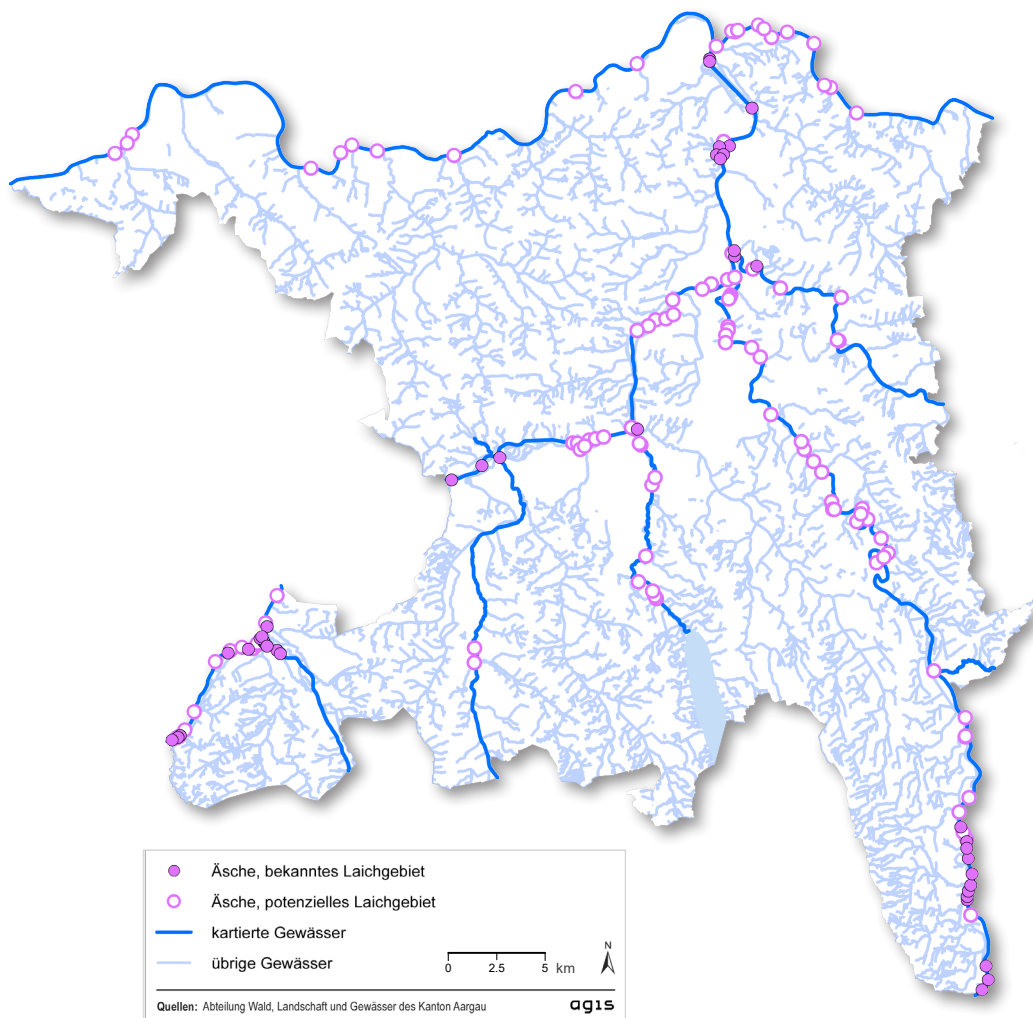 Äsche, bekanntes Laichgebiet
Äsche, potenzielles Laichgebiet
kartierte Gewässer
übrige Gewässer
0 2.5 5 km
N
Quellen: Abteilung Wald, Landschaft und Gewässer des Kanton Aargau
agis